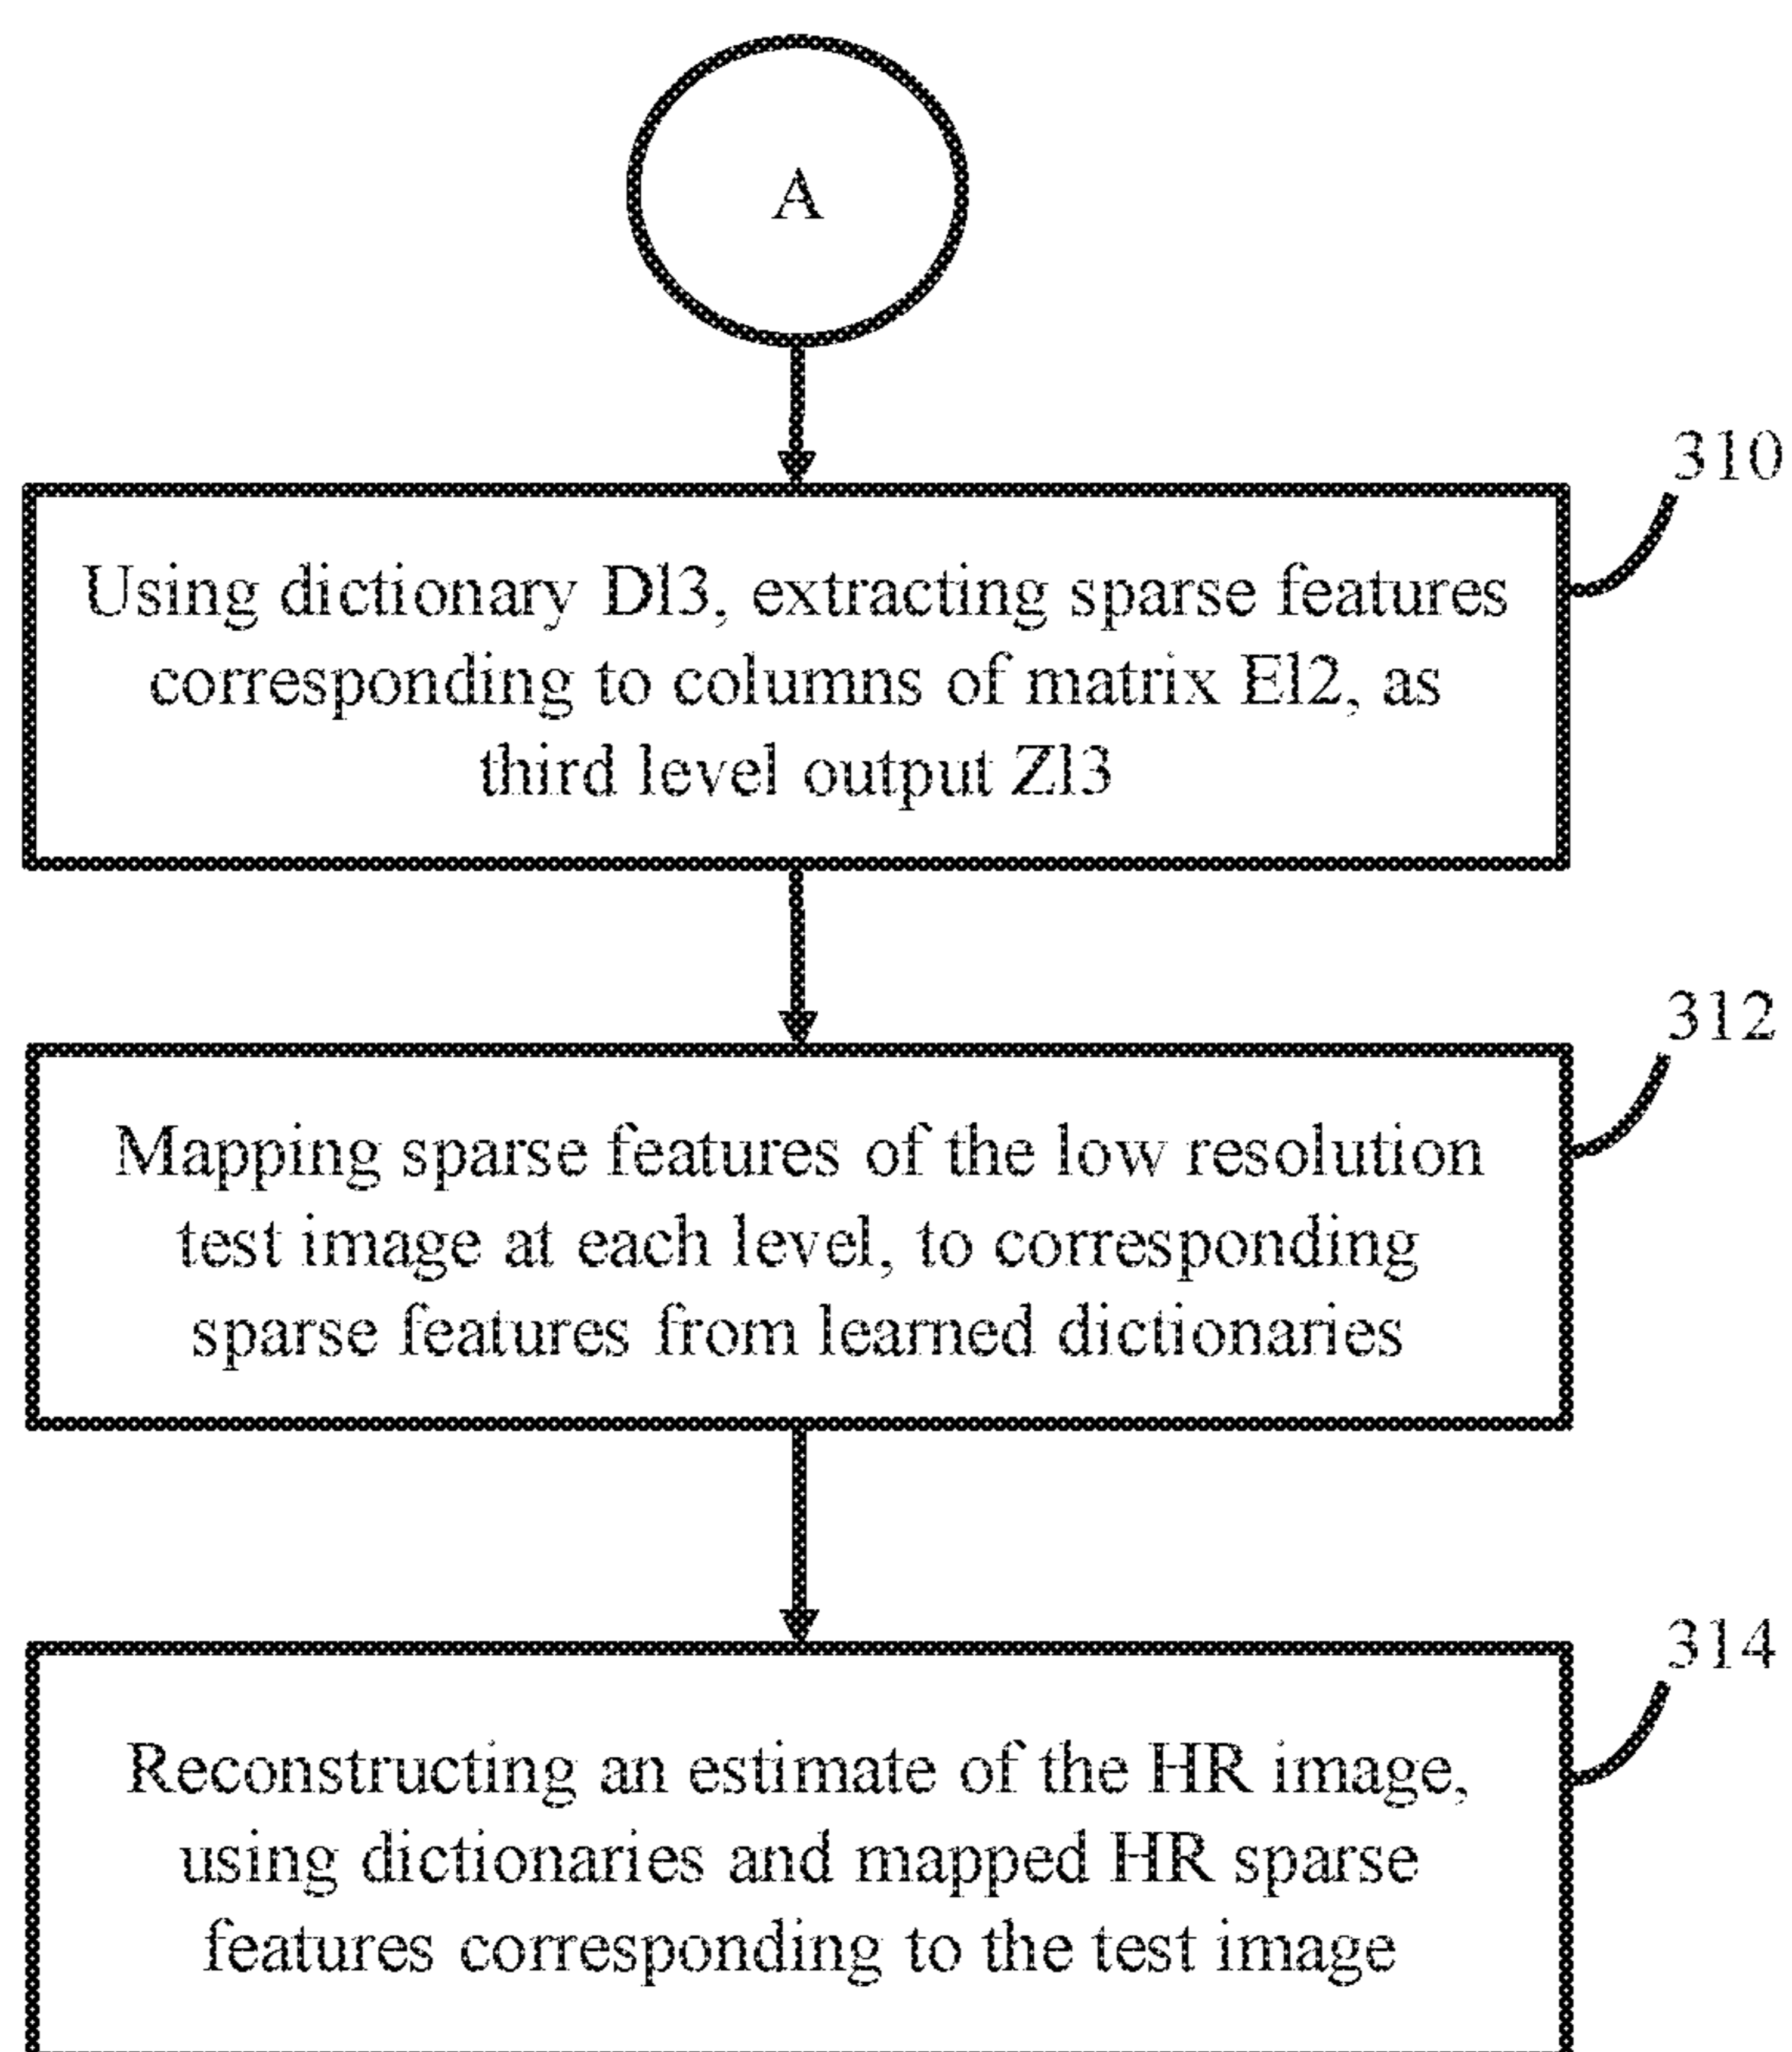 A
310
Using dictionary Dl3, extracting sparse features
corresponding to columns of matrix El2, as
third level output Zl3
312
Mapping sparse features of the low resolution
test image at each level, to corresponding
sparse features from learned dictionaries
314
Reconstructing an estimate of the HR image,
using dictionaries and mapped HR sparse
features corresponding to the test image